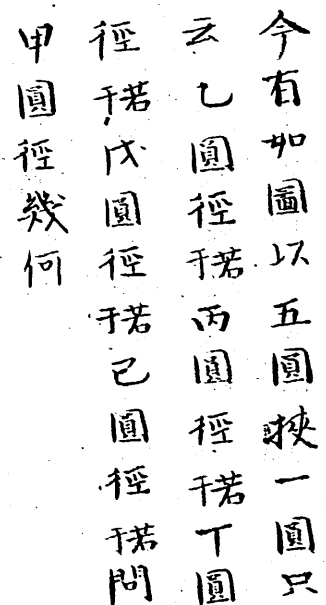 今有如圖以五圓挾一圓只
云乙圓徑若干丙圓徑若干丁圓
徑若干戊圓徑若干己圓徑若干問
甲圓徑幾何